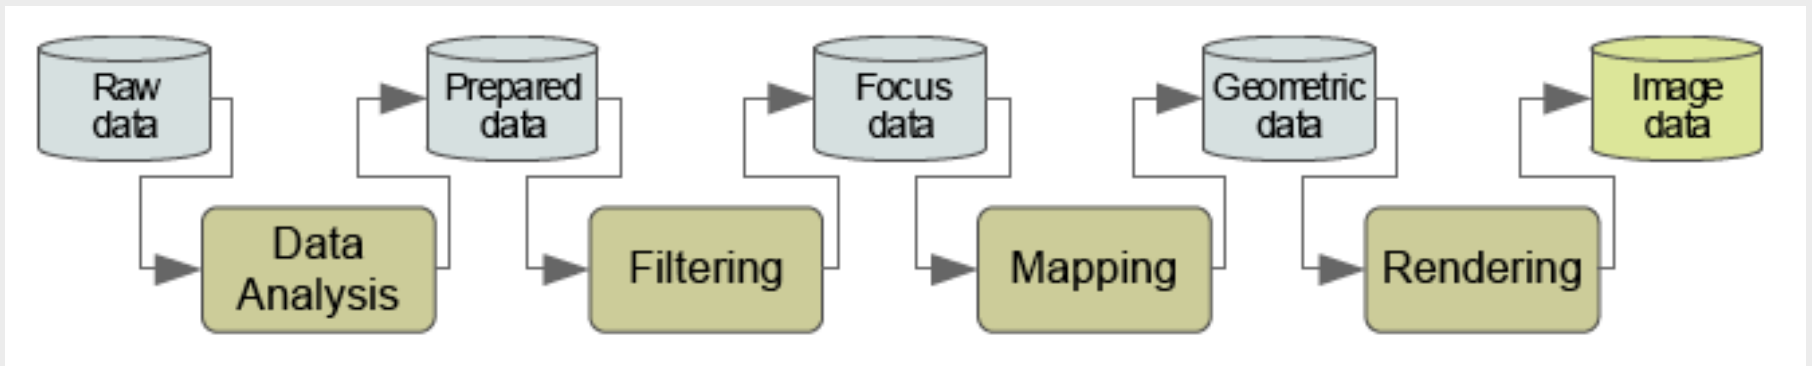 Raw
data
Prepared
data
Focus
data
Geometric
data
Image
data
Data
Analysis
Filtering
Mapping
Rendering